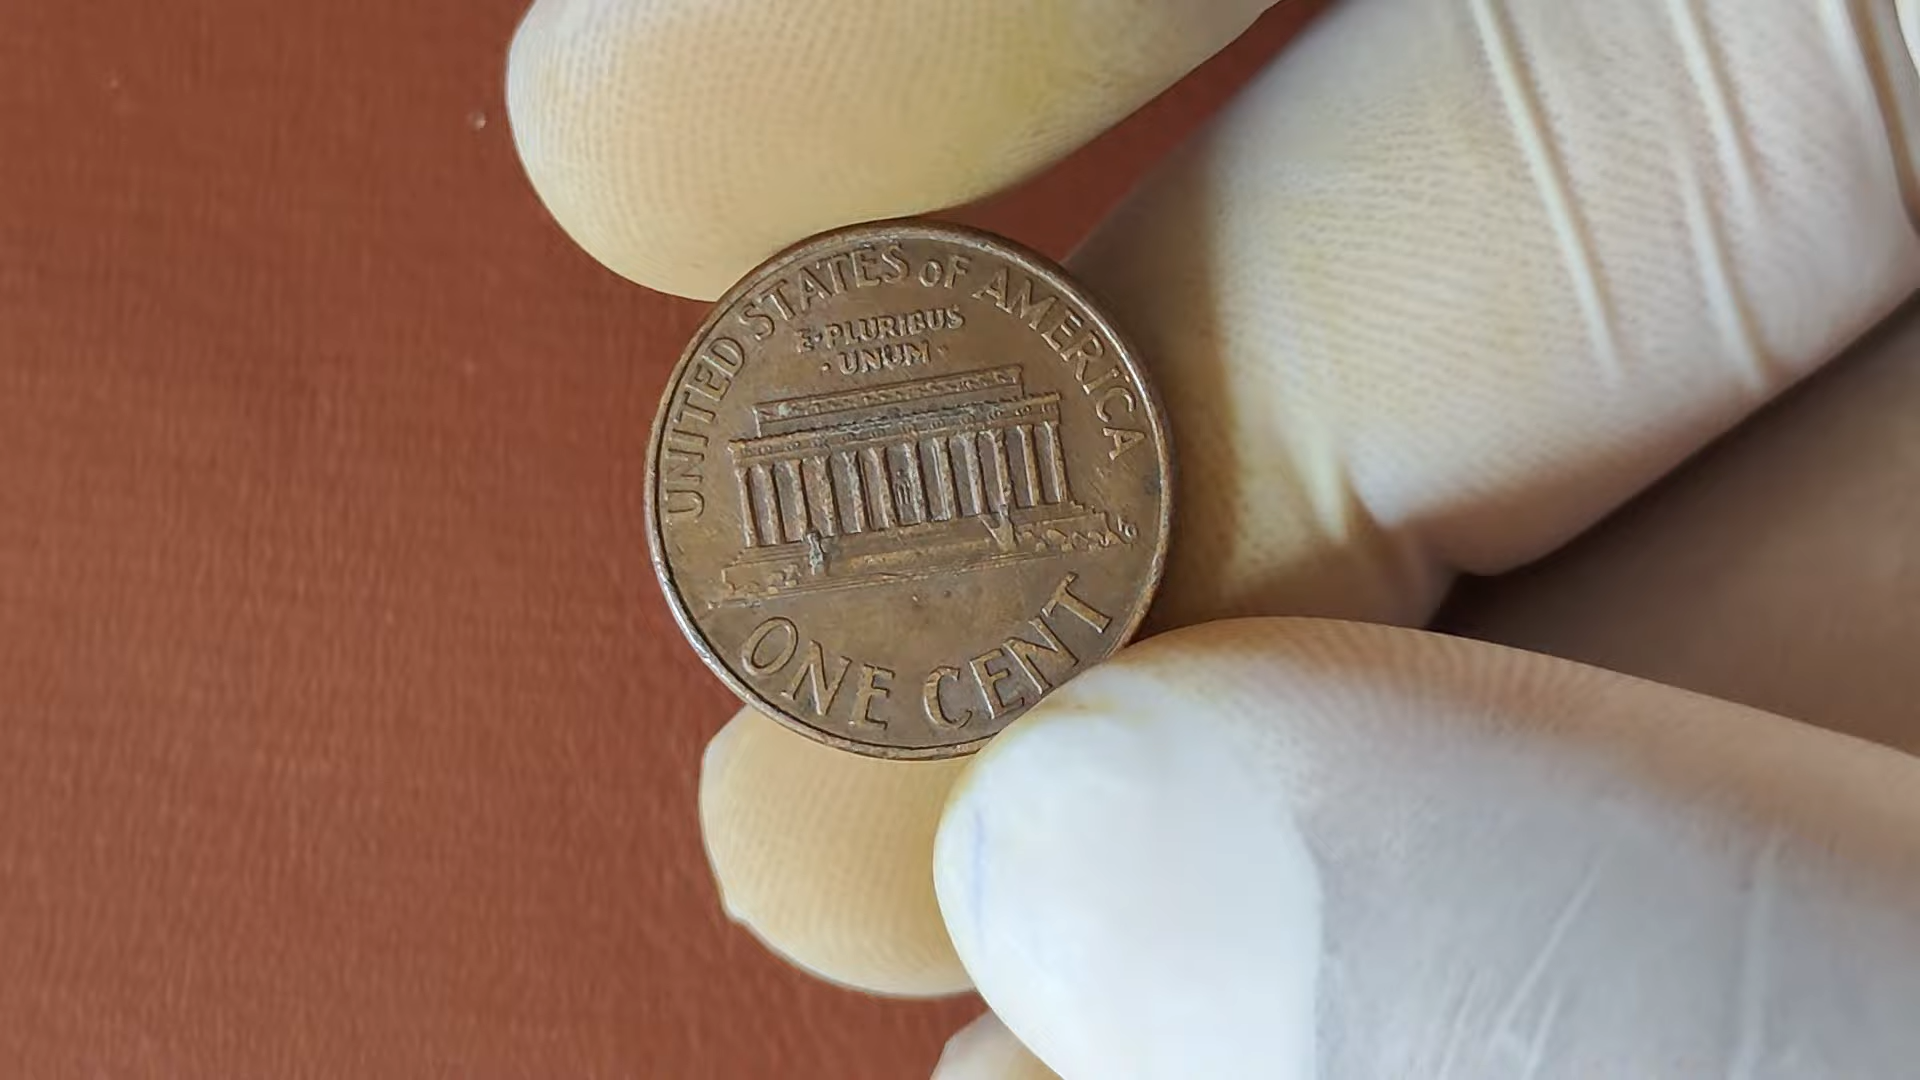 UNITED STATES OF AMERICA
E·PLURIBUS
·UNUM·
ONE CENT